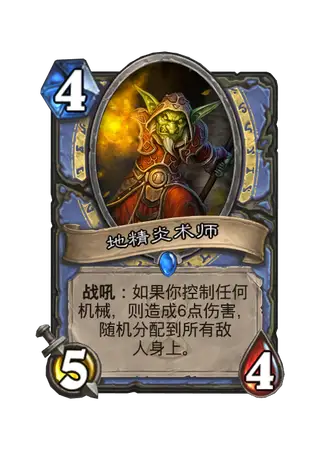 4
地精炎术师
战吼：如果你控制任何
机械，则造成6点伤害，
随机分配到所有敌
人身上。
5
4